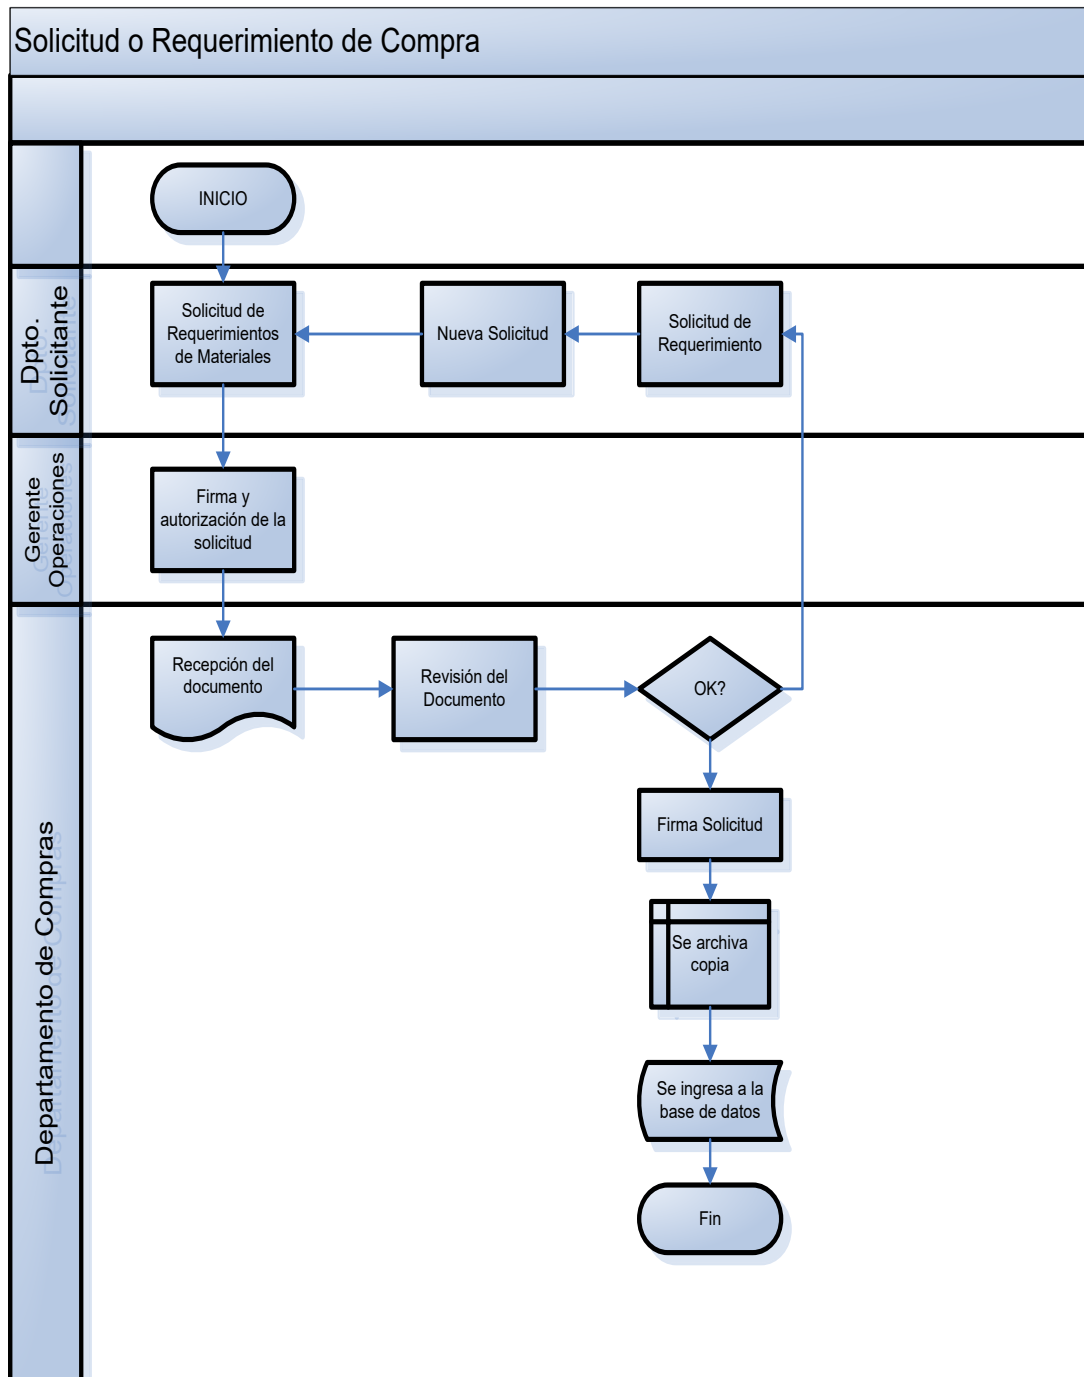 Solicitud o Requerimiento de Compra
INICIO
Dpto.
Solicitante
Solicitud de
Requerimientos
de Materiales
Nueva Solicitud
Solicitud de
Requerimiento
Gerente
Operaciones
Firma y
autorización de la
solicitud
Departamento de Compras
Recepción del
documento
Revisión del
Documento
OK?
Firma Solicitud
Se archiva
copia
Se ingresa a la
base de datos
Fin